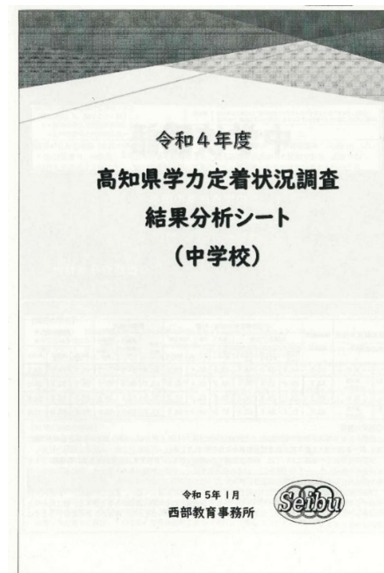 令和４年度
高知県学力定着状況調査
結果分析シート
（中学校）
令和 5年 1月
西部教育事務所
Seibu